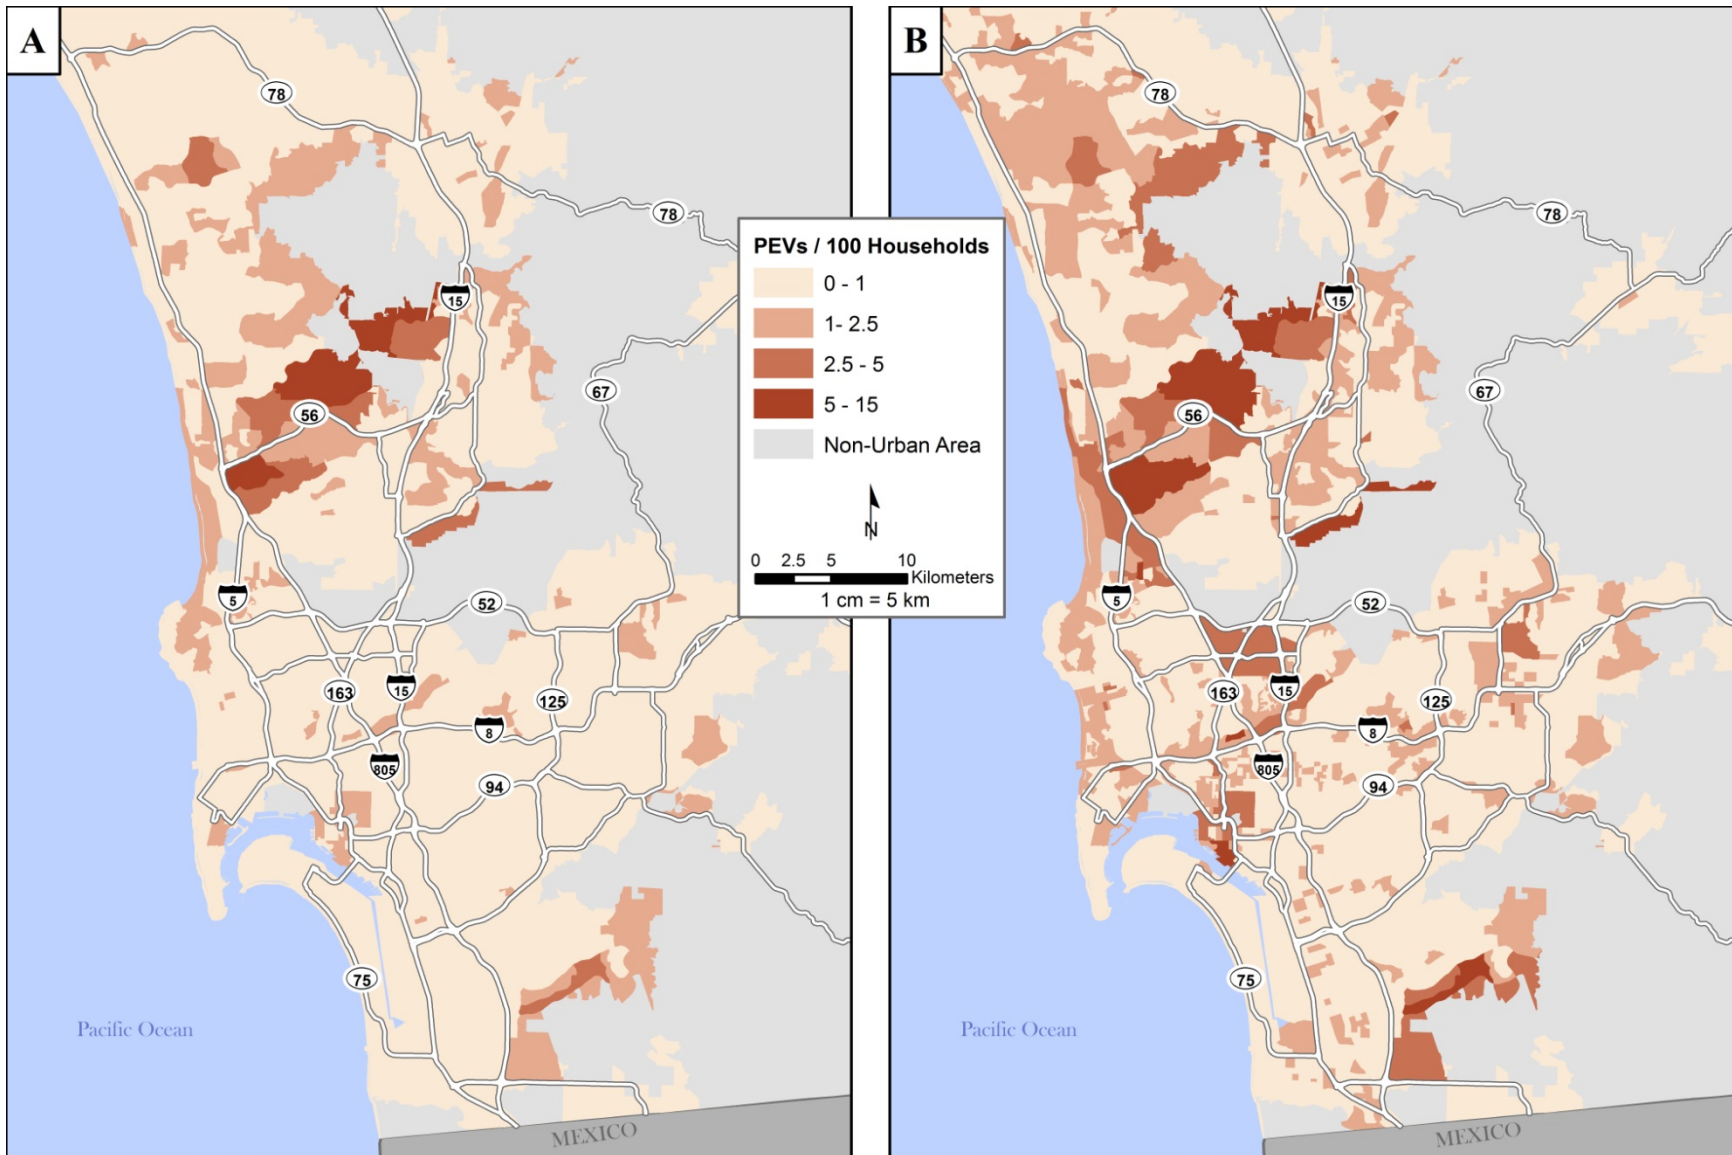 A
78
78
15
56
67
5
52
163
15
125
8
805
94
75
Pacific Ocean
MEXICO
PEVs / 100 Households
0 - 1
1- 2.5
2.5 - 5
5 - 15
Non-Urban Area
N
0 2.5 5 10
Kilometers
1 cm = 5 km
B
78
78
15
56
67
5
52
163
15
125
8
805
94
75
Pacific Ocean
MEXICO